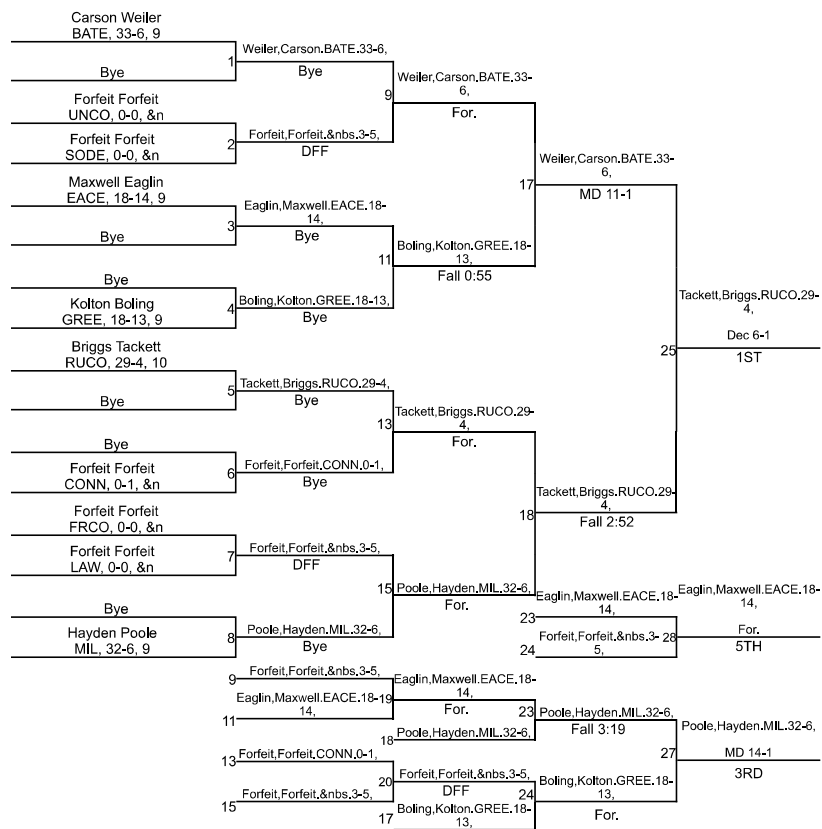 Carson Weiler
BATE, 33-6, 9
Bye
1
Weiler,Carson.BATE.33-6,
Bye
Forfeit Forfeit
UNCO, 0-0, &n
Forfeit Forfeit
SODE, 0-0, &n
2
Forfeit,Forfeit.&nbs.3-5,
DFF
9
Weiler,Carson.BATE.33-
6,
For.
Maxwell Eaglin
EACE, 18-14, 9
Bye
3
Eaglin,Maxwell.EACE.18-
14,
Bye
Bye
Kolton Boling
GREE, 18-13, 9
4
Boling,Kolton.GREE.18-13,
Bye
11
Boling,Kolton.GREE.18-
13,
Fall 0:55
17
Weiler,Carson.BATE.33-
6,
MD 11-1
Briggs Tackett
RUCO, 29-4, 10
Bye
5
Tackett,Briggs.RUCO.29-4,
Bye
Bye
Forfeit Forfeit
CONN, 0-1, &n
6
Forfeit,Forfeit.CONN.0-1,
Bye
13
Tackett,Briggs.RUCO.29-
4,
For.
Forfeit Forfeit
FRCO, 0-0, &n
Forfeit Forfeit
LAW, 0-0, &n
7
Forfeit,Forfeit.&nbs.3-5,
DFF
Bye
Hayden Poole
MIL, 32-6, 9
8
Poole,Hayden.MIL.32-6,
Bye
15
Poole,Hayden.MIL.32-6,
For.
18
Tackett,Briggs.RUCO.29-
4,
Fall 2:52
25
Tackett,Briggs.RUCO.29-
4,
Dec 6-1
1ST
23
Eaglin,Maxwell.EACE.18-
14,
24
Forfeit,Forfeit.&nbs.3-
5,
28
Eaglin,Maxwell.EACE.18-
14,
For.
5TH
9
Forfeit,Forfeit.&nbs.3-5,
11
Eaglin,Maxwell.EACE.18-
14,
19
Eaglin,Maxwell.EACE.18-
14,
For.
18
Poole,Hayden.MIL.32-6,
23
Poole,Hayden.MIL.32-6,
Fall 3:19
13
Forfeit,Forfeit.CONN.0-1,
15
Forfeit,Forfeit.&nbs.3-5,
20
Forfeit,Forfeit.&nbs.3-5,
DFF
17
Boling,Kolton.GREE.18-
13,
24
Boling,Kolton.GREE.18-
13,
For.
27
Poole,Hayden.MIL.32-6,
MD 14-1
3RD